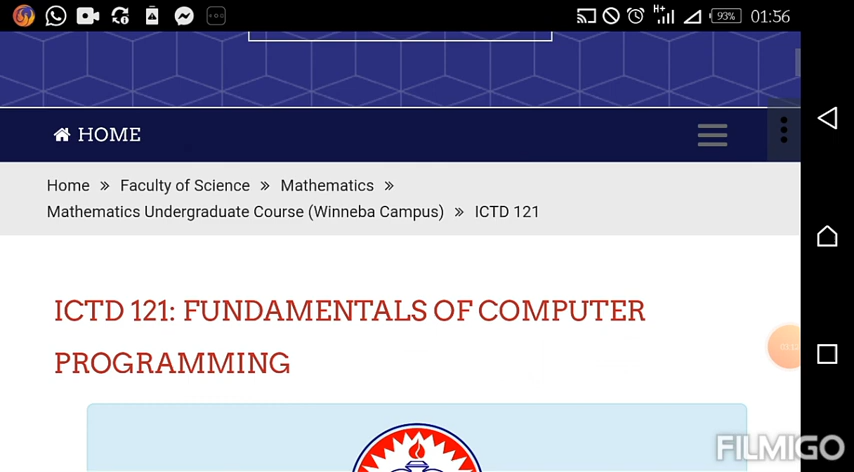 H+ 93% 01:56
HOME
Home » Faculty of Science » Mathematics »
Mathematics Undergraduate Course (Winneba Campus) » ICTD 121
ICTD 121: FUNDAMENTALS OF COMPUTER
PROGRAMMING
FILMIGO